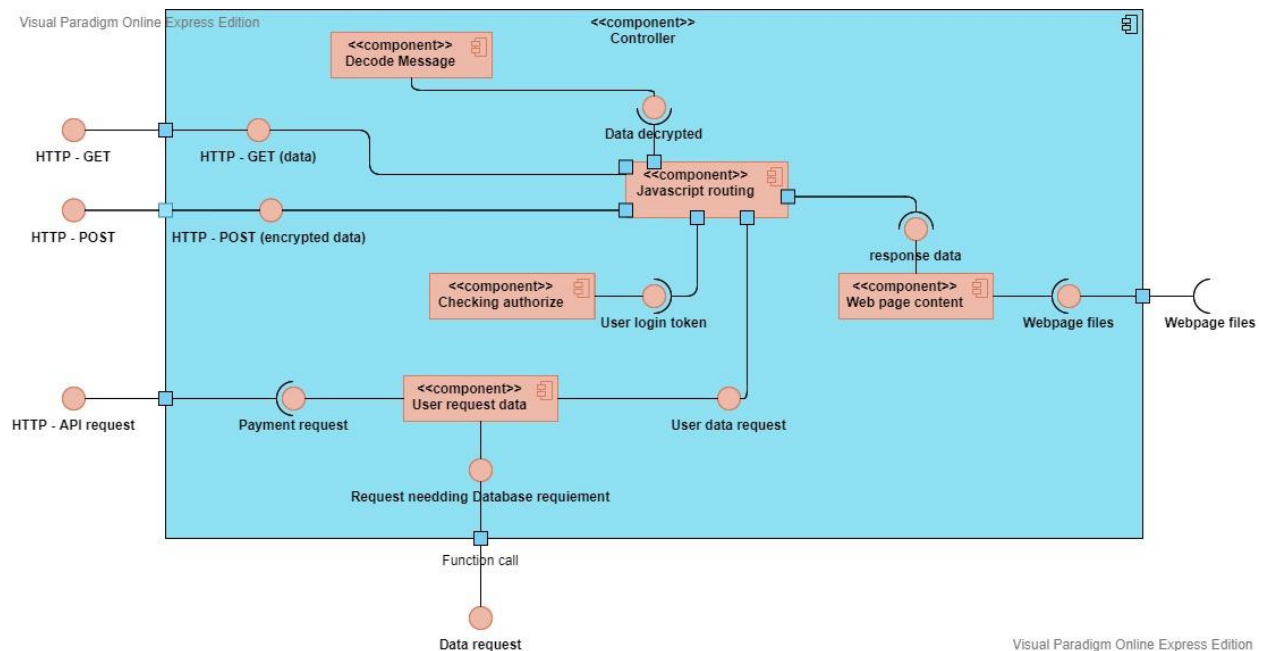 Visual Paradigm Online Express Edition
<<component>>
Controller
<<component>>
Decode Message
Data decrypted
HTTP - GET
HTTP - GET (data)
<<component>>
Javascript routing
HTTP - POST
HTTP - POST (encrypted data)
response data
<<component>>
Checking authorize
User login token
<<component>>
Web page content
Webpage files
Webpage files
<<component>>
User request data
HTTP - API request
Payment request
User data request
Request needding Database requiement
Function call
Data request
Visual Paradigm Online Express Edition